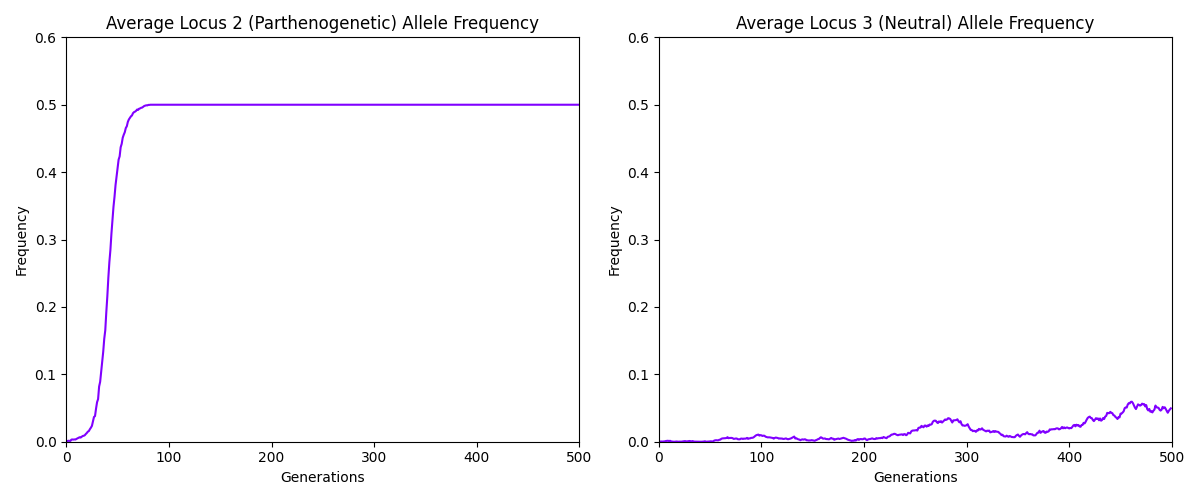 Average Locus 2 (Parthenogenetic) Allele Frequency
0.6
0.5
0.4
0.3
0.2
0.1
0.0
Frequency
0 100 200 300 400 500
Generations
Average Locus 3 (Neutral) Allele Frequency
0.6
0.5
0.4
0.3
0.2
0.1
0.0
Frequency
0 100 200 300 400 500
Generations